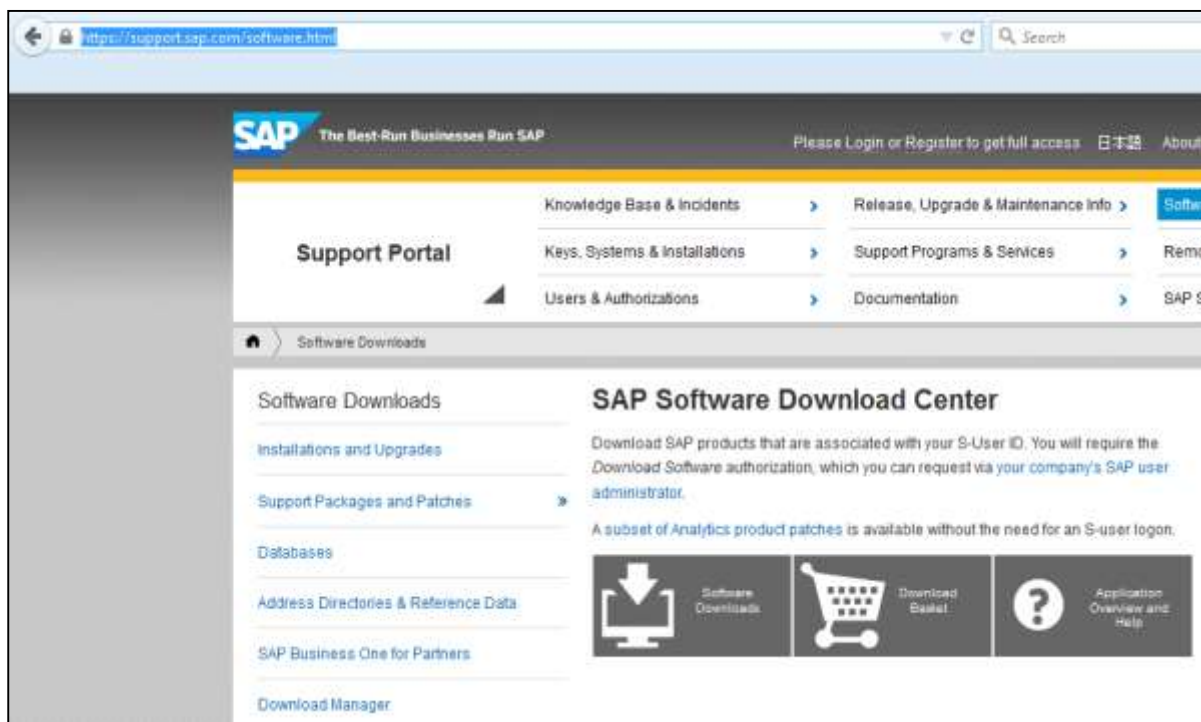 https://support.sap.com/software.html
Search
SAP The Best-Run Businesses Run SAP
Please Login or Register to get full access 日本語 About
Knowledge Base & Incidents
Release, Upgrade & Maintenance Info
Softw
Support Portal
Keys, Systems & Installations
Support Programs & Services
Remo
Users & Authorizations
Documentation
SAP S
Software Downloads
Software Downloads
Installations and Upgrades
Support Packages and Patches
Databases
Address Directories & Reference Data
SAP Business One for Partners
Download Manager
SAP Software Download Center
Download SAP products that are associated with your S-User ID. You will require the
Download Software authorization, which you can request via your company's SAP user
administrator.
A subset of Analytics product patches is available without the need for an S-user logon.
Software
Downloads
Download
Basket
Application
Overview and
Help